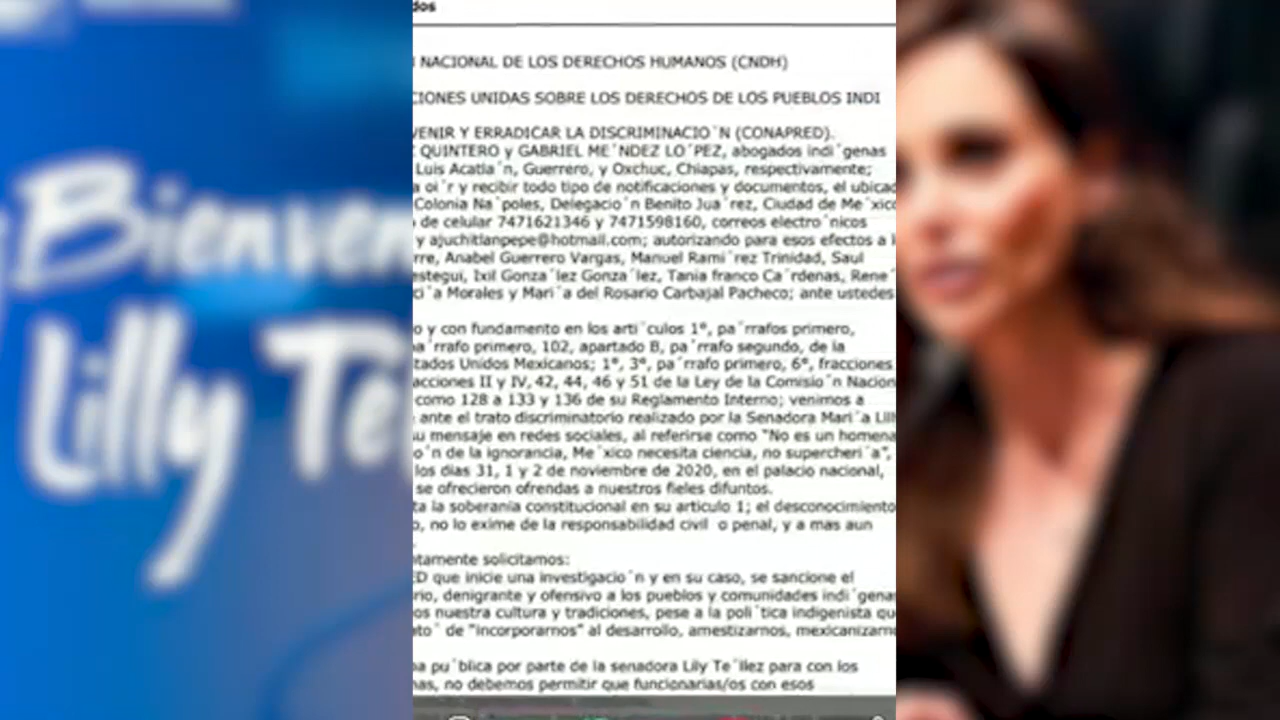 Bienven
Lilly Té
dos
NACIONAL DE LOS DERECHOS HUMANOS (CNDH)
CIONES UNIDAS SOBRE LOS DERECHOS DE LOS PUEBLOS INDI
VENIR Y ERRADICAR LA DISCRIMINACIO´N (CONAPRED).
QUINTERO y GABRIEL ME´NDEZ LO´PEZ, abogados indi´genas
Luis Acatla´n, Guerrero, y Oxchuc, Chiapas, respectivamente;
a oi´r y recibir todo tipo de notificaciones y documentos, el ubicad
Colonia Na´poles, Delegacio´n Benito Jua´rez, Ciudad de Me´xico
de celular 7471621346 y 7471598160, correos electro´nicos
y ajuchitlanpepe@hotmail.com; autorizando para esos efectos a l
rre, Anabel Guerrero Vargas, Manuel Rami´rez Trinidad, Saul
estegui, Ixil Gonza´lez Gonza´lez, Tania franco Ca´rdenas, Rene´
ci´a Morales y Mari´a del Rosario Carbajal Pacheco; ante ustedes
o y con fundamento en los arti´culos 1°, pa´rrafos primero,
pa´rrafo primero, 102, apartado B, pa´rrafo segundo, de la
tados Unidos Mexicanos; 1°, 3°, pa´rrafo primero, 6°, fracciones
acciones II y IV, 42, 44, 46 y 51 de la Ley de la Comisio´n Nacion
como 128 a 133 y 136 de su Reglamento Interno; venimos a
ante el trato discriminatorio realizado por la Senadora Mari´a Lilly
su mensaje en redes sociales, al referirse como "No es un homena
o´n de la ignorancia, Me´xico necesita ciencia, no supercheri´a",
los dias 31, 1 y 2 de noviembre de 2020, en el palacio nacional,
se ofrecieron ofrendas a nuestros fieles difuntos.
ta la soberanía constitucional en su articulo 1; el desconocimiento
o, no lo exime de la responsabilidad civil o penal, y a mas aun
ntamente solicitamos:
ED que inicie una investigacio´n y en su caso, se sancione el
rio, denigrante y ofensivo a los pueblos y comunidades indi´genas
os nuestra cultura y tradiciones, pese a la poli´tica indigenista qu
ato´ de "incorporarnos" al desarrollo, amestizarnos, mexicanizarno
pa pu´blica por parte de la senadora Lily Te´llez para con los
nas, no debemos permitir que funcionarias/os con esos